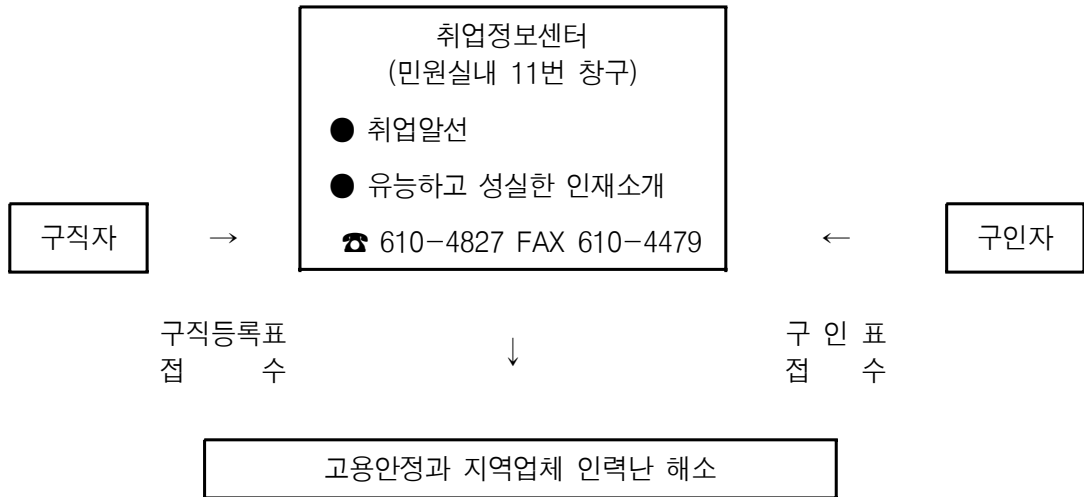 취업정보센터
(민원실내 11번 창구)
● 취업알선
● 유능하고 성실한 인재소개
☎ 610-4827 FAX 610-4479
구직자 → ← 구인자
구직등록표 구 인 표
접 수 ↓ 접 수
고용안정과 지역업체 인력난 해소